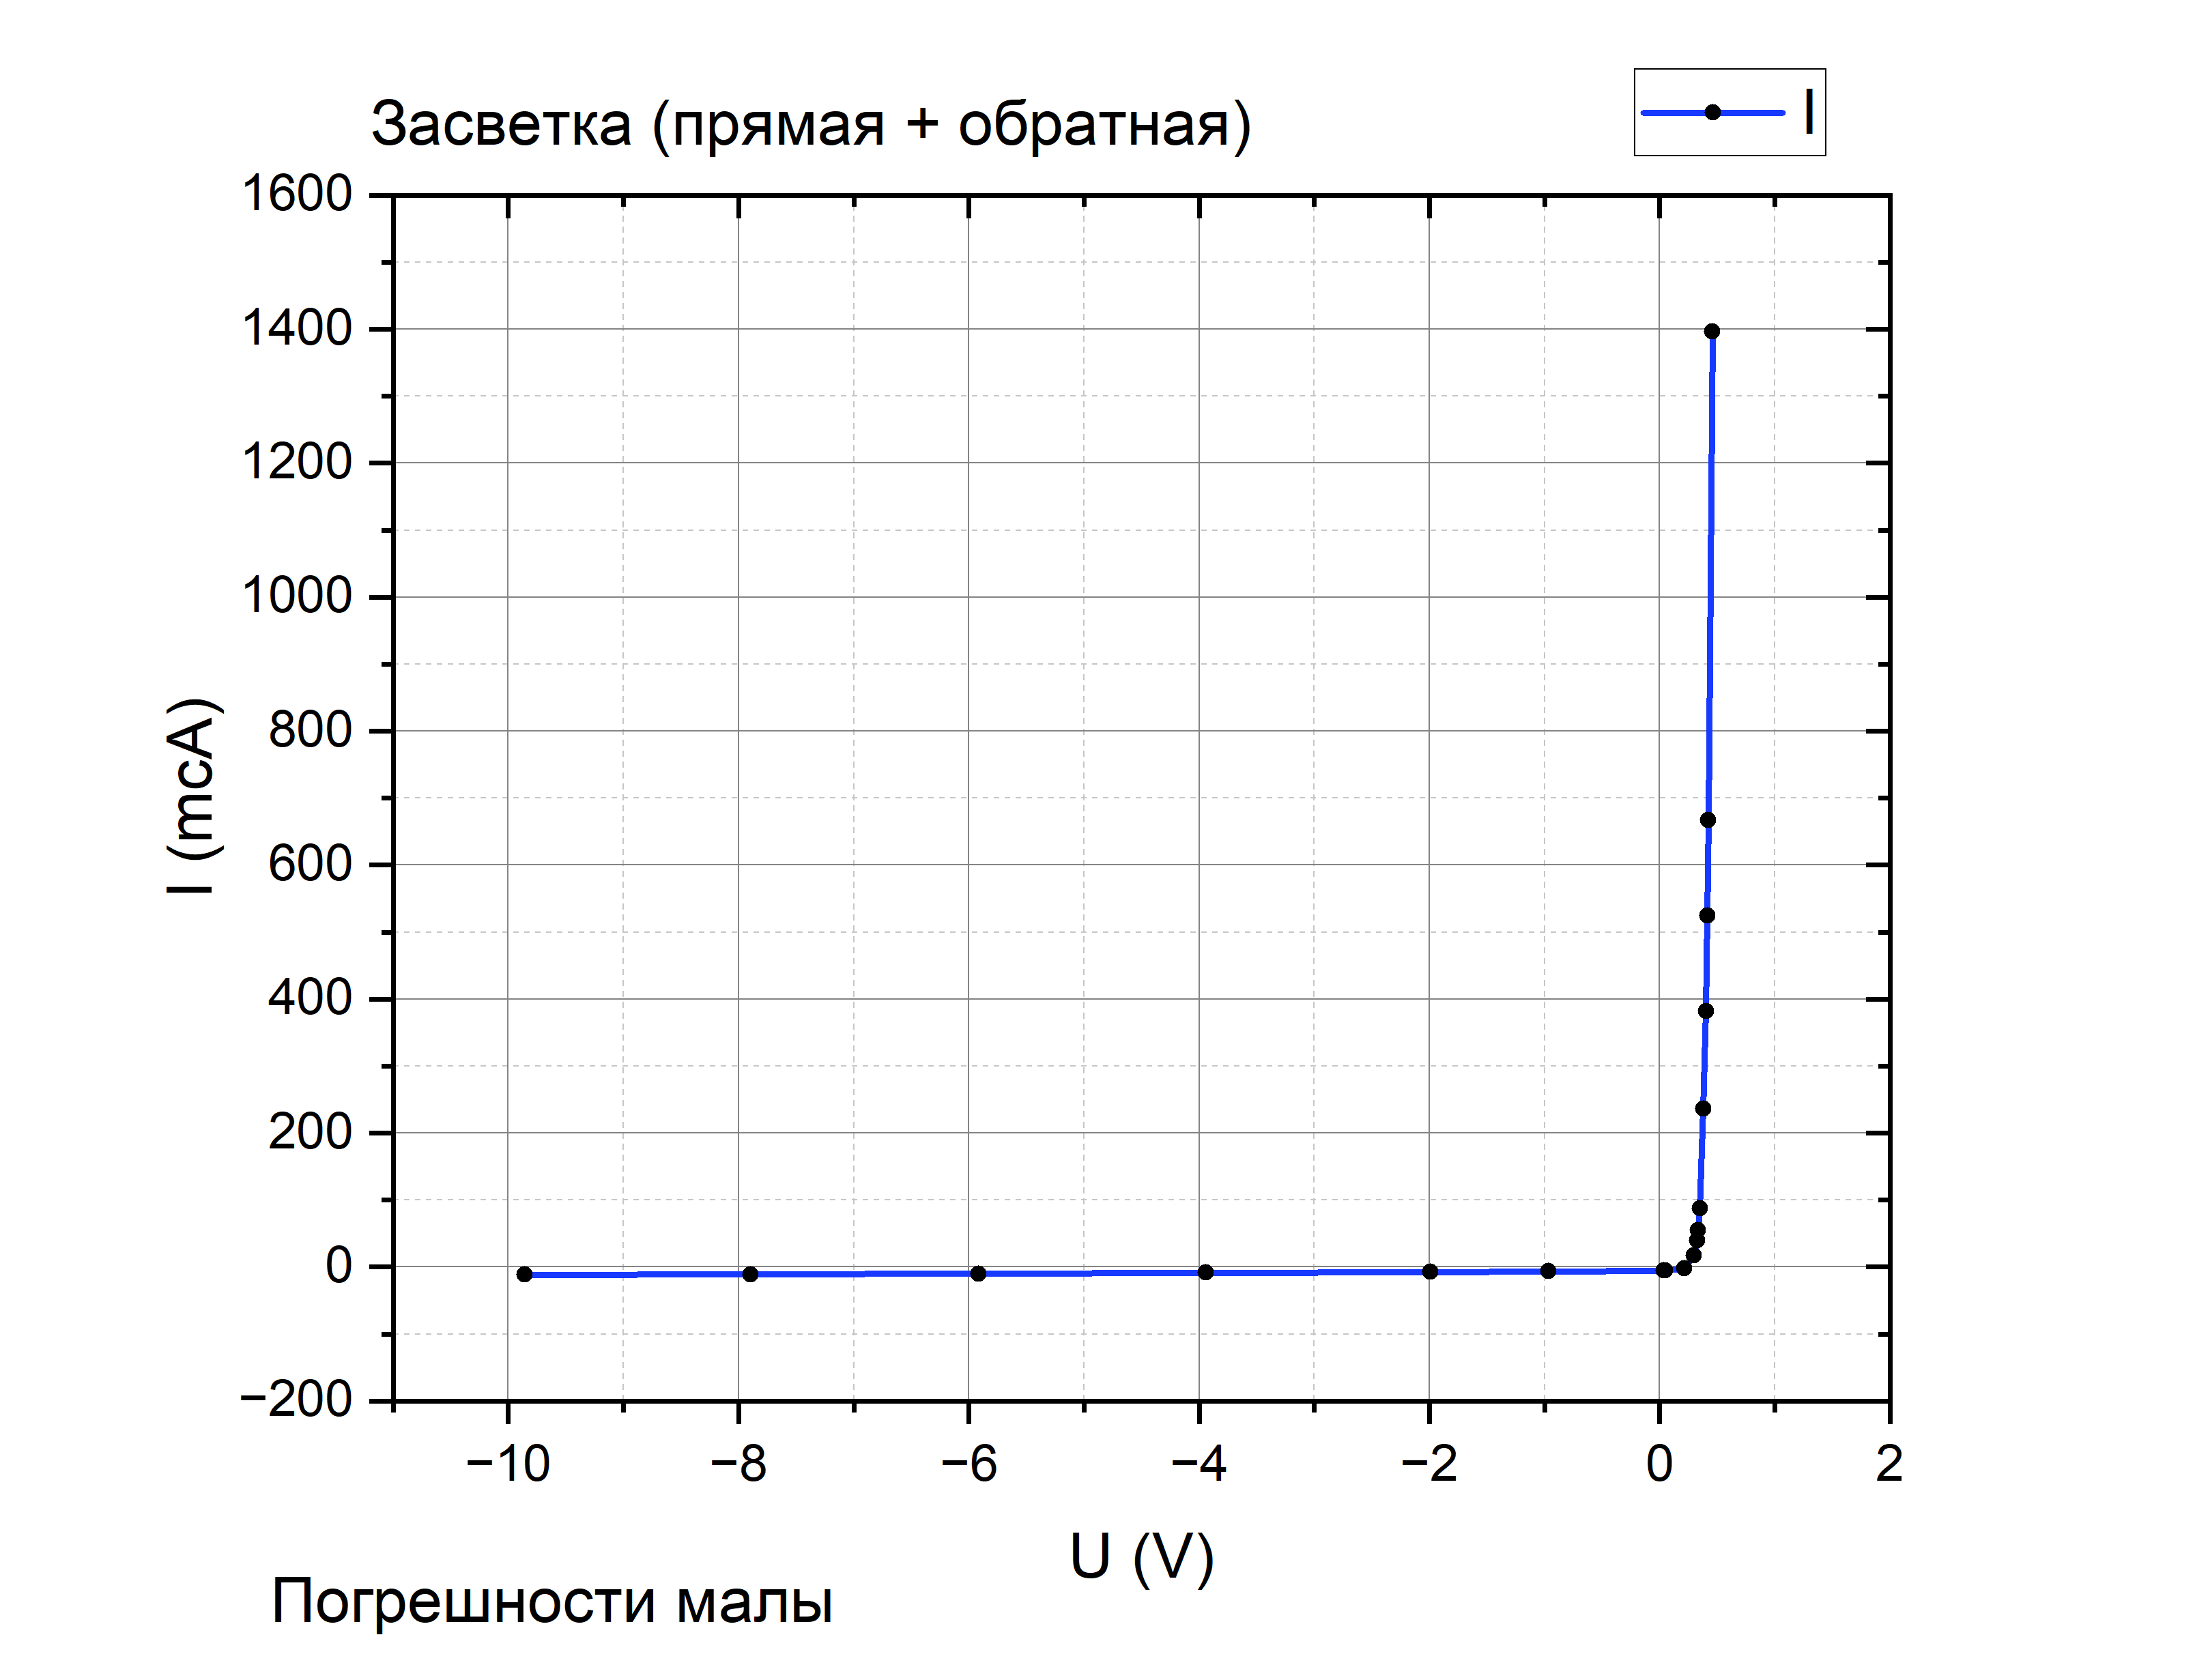 Засветка (прямая + обратная)
I
1600
1400
1200
1000
800
600
400
200
0
−200
I (mcA)
−10 −8 −6 −4 −2 0 2
U (V)
Погрешности малы